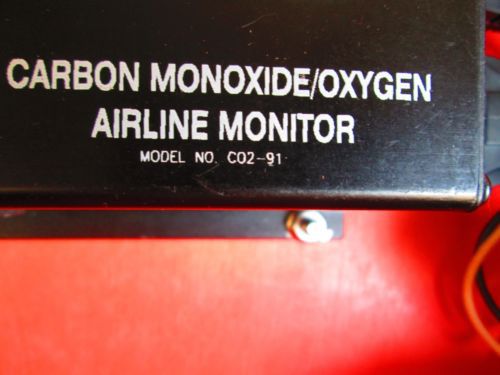 CARBON MONOXIDE/OXYGEN
AIRLINE MONITOR
MODEL NO. CO2-91